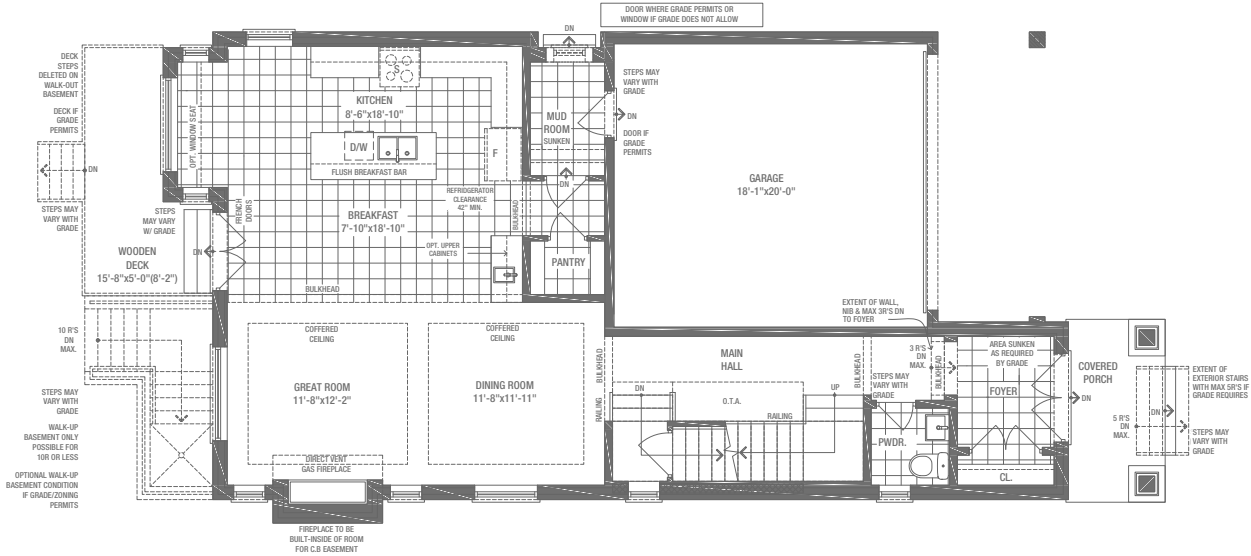 DOOR WHERE GRADE PERMITS OR
WINDOW IF GRADE DOES NOT ALLOW
DN
DECK
STEPS
DELETED ON
WALK-OUT
BASEMENT
DECK IF
GRADE
PERMITS
DN
STEPS MAY
VARY WITH
GRADE
OPT. WINDOW SEAT
S
KITCHEN
8'-6"x18'-10"
D/W
FLUSH BREAKFAST BAR
F
REFRIGERATOR
CLEARANCE
42" MIN.
BULKHEAD
MUD
ROOM
SUNKEN
DN
STEPS MAY
VARY WITH
GRADE
DN
DOOR IF
GRADE
PERMITS
GARAGE
18'-1"x20'-0"
STEPS
MAY VARY
W/ GRADE
FRENCH
DOORS
DN
WOODEN
DECK
15'-8"x5'-0"(8'-2")
BREAKFAST
7'-10"x18'-10"
OPT. UPPER
CABINETS
PANTRY
BULKHEAD
10 R'S
DN
MAX.
STEPS MAY
VARY WITH
GRADE
WALK-UP
BASEMENT ONLY
POSSIBLE FOR
10R OR LESS
OPTIONAL WALK-UP
BASEMENT CONDITION
IF GRADE/ZONING
PERMITS
COFFERED
CEILING
GREAT ROOM
11'-8"x12'-2"
DIRECT VENT
GAS FIREPLACE
FIREPLACE TO BE
BUILT-INSIDE OF ROOM
FOR C.B EASEMENT
COFFERED
CEILING
DINING ROOM
11'-8"x11'-11"
BULKHEAD
RAILING
MAIN
HALL
DN
O.T.A.
RAILING
UP
BULKHEAD
EXTENT OF WALL,
NIB & MAX 3R'S DN
TO FOYER
3 R'S
DN
MAX.
STEPS MAY
VARY WITH
GRADE
BULKHEAD
PWDR.
AREA SUNKEN
AS REQUIRED
BY GRADE
FOYER
CL.
DN
COVERED
PORCH
5 R'S
DN
MAX.
DN
EXTENT OF
EXTERIOR STAIRS
WITH MAX 5R'S IF
GRADE REQUIRES
STEPS MAY
VARY WITH
GRADE